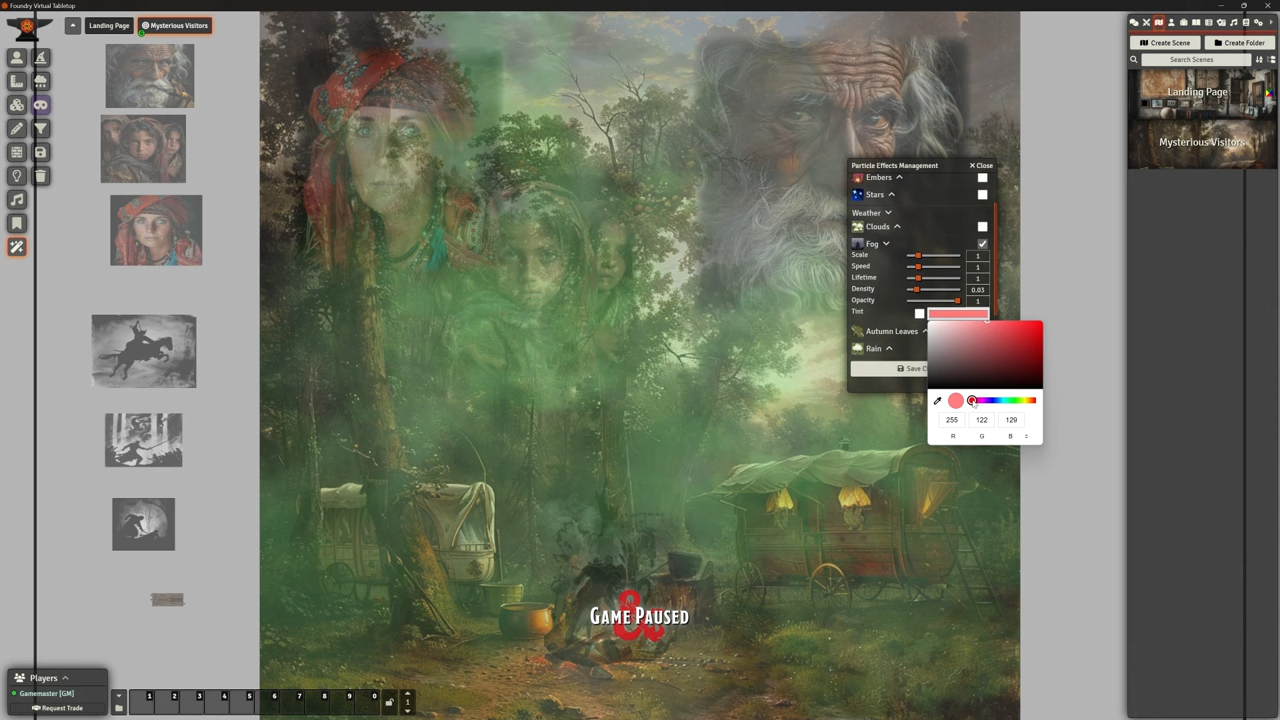 Foundry Virtual Tabletop
Landing Page
Mysterious Visitors
G
Create Scene
Create Folder
Search Scenes
Landing Page
Mysterious Visitors
Particle Effects Management
Close
Embers
Stars
Weather
Clouds
Fog
Scale
1
Speed
1
Lifetime
1
Density
0.03
Opacity
1
Tint
Autumn Leaves
Rain
Save C
255
122
129
R
G
B
Game Paused
&
Players
Gamemaster [GM]
Request Trade
1
2
3
4
5
6
7
8
9
0
1